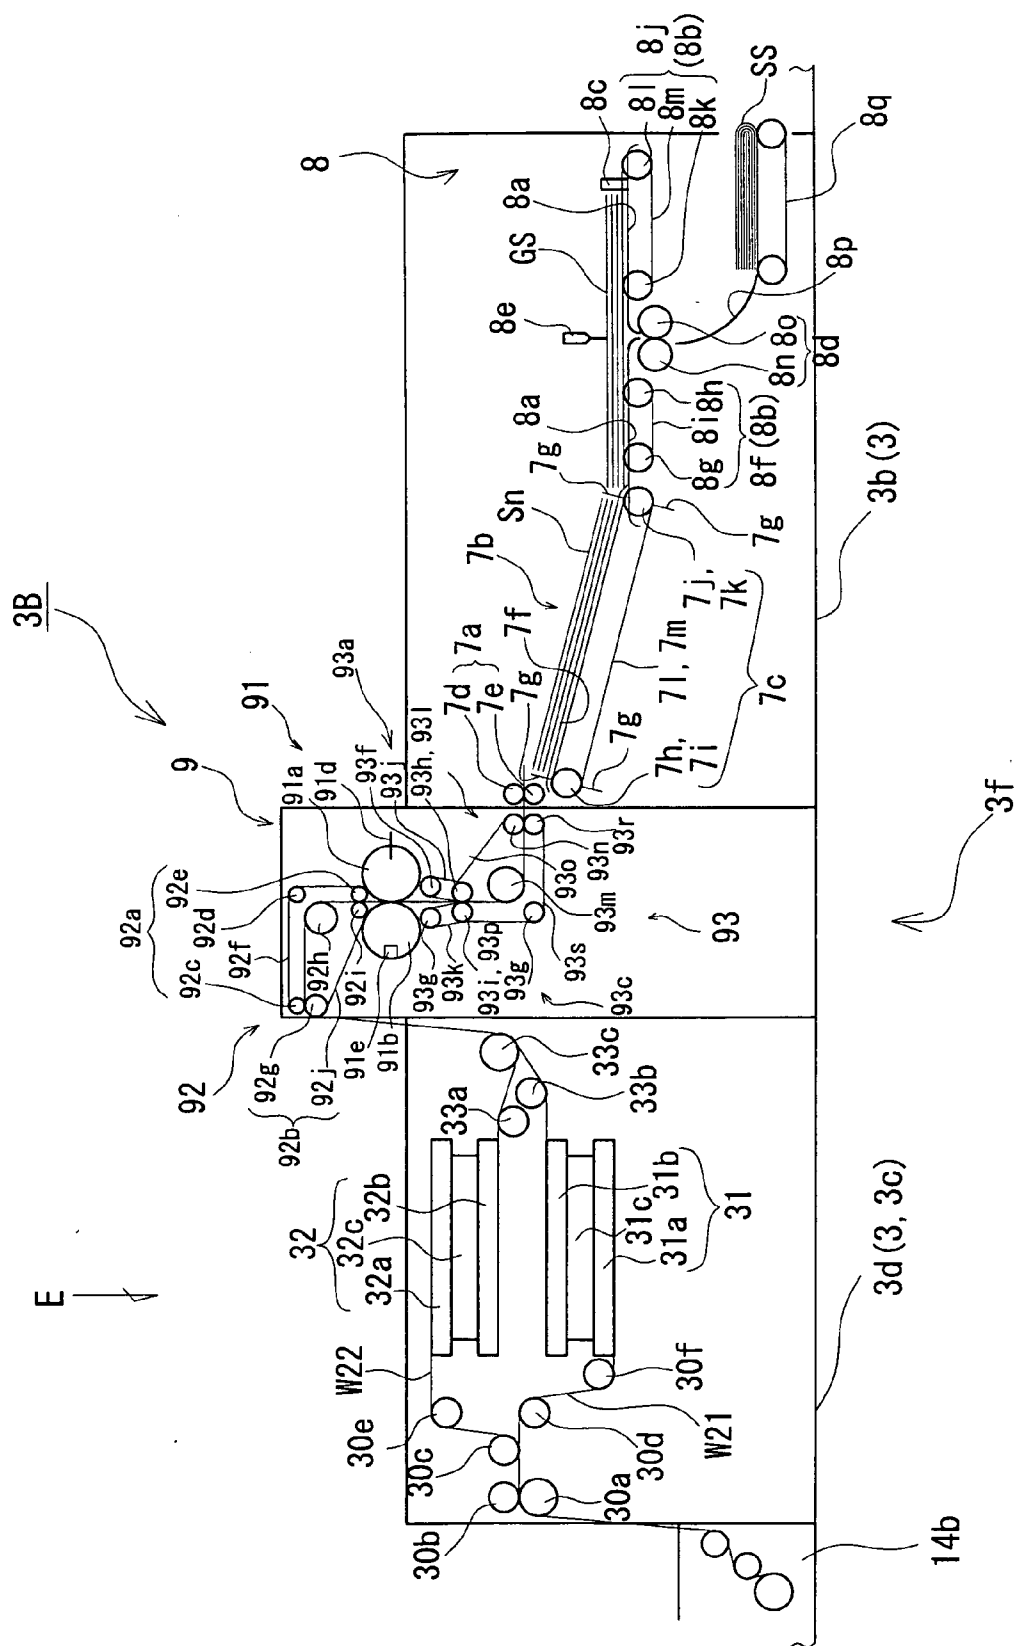 3B
E
8
8e
GS
8a
8c
8l
8m
8k
8j
(8b)
SS
8q
8p
8n
8o
8d
8a
8g
8i
8h
8f (8b)
7g
Sn
7b
7f
7a
7d
7e
7g
7g
7h,
7i
7l, 7m
7j,
7k
7c
7g
3b (3)
9
91
91a
91d
93f
93j
93h, 93l
93a
92a
92c
92f
92d
92e
92h
92i
92
92g
92j
92b
91e
91b
93g
93k
93i, 93p
93g
93s
93c
93m
93o
93n
93r
93
3f
33a
33b
33c
32
32a
32c
32b
31a
31c
31b
31
W22
W21
30e
30c
30b
30a
30d
30f
3d (3, 3c)
14b